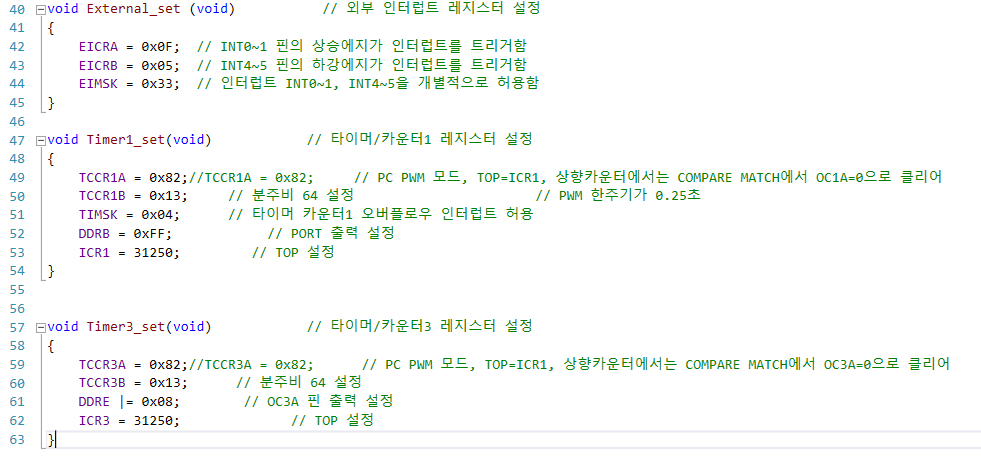 40 void External_set (void) // 외부 인터럽트 레지스터 설정
41 {
42 EICRA = 0x0F; // INT0~1 핀의 상승에지가 인터럽트를 트리거함
43 EICRB = 0x05; // INT4~5 핀의 하강에지가 인터럽트를 트리거함
44 EIMSK = 0x33; // 인터럽트 INT0~1, INT4~5을 개별적으로 허용함
45 }
46
47 void Timer1_set(void) // 타이머/카운터1 레지스터 설정
48 {
49 TCCR1A = 0x82;//TCCR1A = 0x82; // PC PWM 모드, TOP=ICR1, 상향카운터에서는 COMPARE MATCH에서 OC1A=0으로 클리어
50 TCCR1B = 0x13; // 분주비 64 설정 // PWM 한주기가 0.25초
51 TIMSK = 0x04; // 타이머 카운터1 오버플로우 인터럽트 허용
52 DDRB = 0xFF; // PORT 출력 설정
53 ICR1 = 31250; // TOP 설정
54 }
55
56
57 void Timer3_set(void) // 타이머/카운터3 레지스터 설정
58 {
59 TCCR3A = 0x82;//TCCR3A = 0x82; // PC PWM 모드, TOP=ICR1, 상향카운터에서는 COMPARE MATCH에서 OC3A=0으로 클리어
60 TCCR3B = 0x13; // 분주비 64 설정
61 DDRE |= 0x08; // OC3A 핀 출력 설정
62 ICR3 = 31250; // TOP 설정
63 }